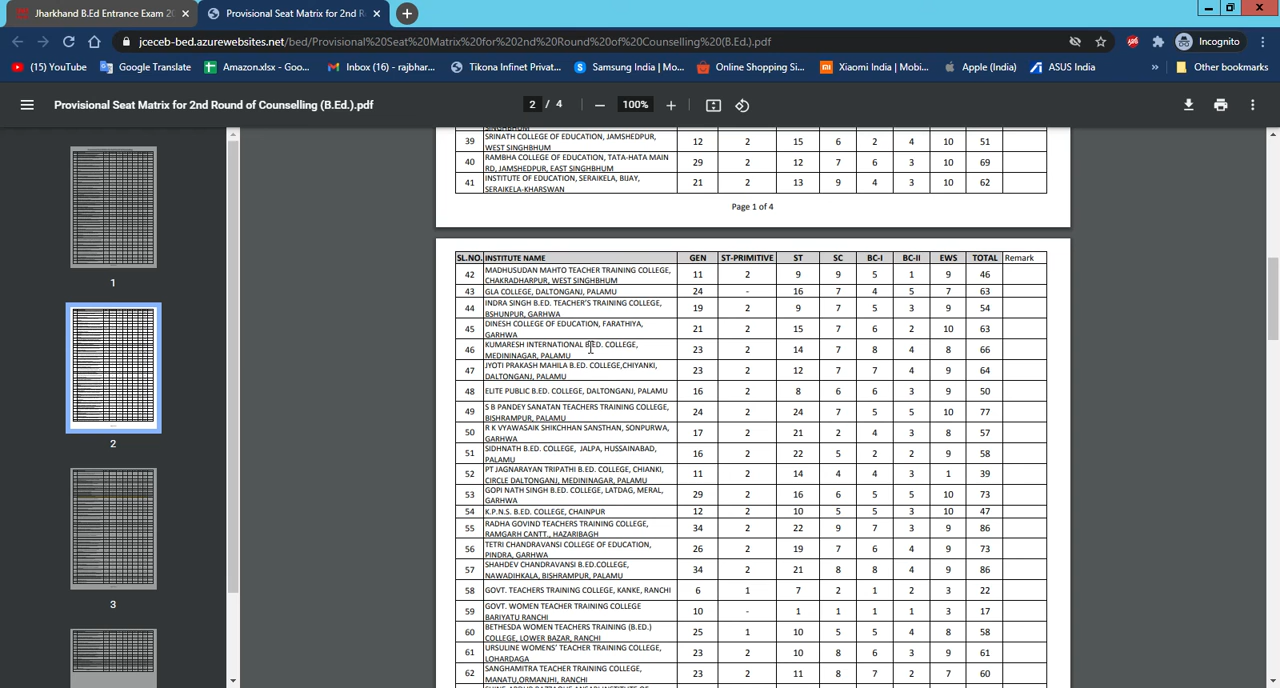 Jharkhand B.Ed Entrance Exam 20
Provisional Seat Matrix for 2nd R
jceceb-bed.azurewebsites.net/bed/Provisional%20Seat%20Matrix%20for%202nd%20Round%20of%20Counselling%20(B.Ed.).pdf
Incognito
(15) YouTube
Google Translate
Amazon.xlsx - Goo...
Inbox (16) - rajbhar...
Tikona Infinet Privat...
Samsung India | Mo...
Online Shopping Si...
Xiaomi India | Mobi...
Apple (India)
ASUS India
»
Other bookmarks
Provisional Seat Matrix for 2nd Round of Counselling (B.Ed.).pdf
2 / 4
100%
39 SRINATH COLLEGE OF EDUCATION, JAMSHEDPUR, 12 2 15 6 2 4 10 51
WEST SINGHBHUM
40 RAMBHA COLLEGE OF EDUCATION, TATA-HATA MAIN 29 2 12 7 6 3 10 69
RD, JAMSHEDPUR, EAST SINGHBHUM
41 INSTITUTE OF EDUCATION, SERAIKELA, BIJAY, 21 2 13 9 4 3 10 62
SERAIKELA-KHARSWAN
Page 1 of 4
SL.NO. INSTITUTE NAME GEN ST-PRIMITIVE ST SC BC-I BC-II EWS TOTAL Remark
42 MADHUSUDAN MAHTO TEACHER TRAINING COLLEGE, 11 2 9 9 5 1 9 46
CHAKRADHARPUR, WEST SINGHBHUM
43 GLA COLLEGE, DALTONGANJ, PALAMU 24 - 16 7 4 5 7 63
44 INDRA SINGH B.ED. TEACHER'S TRAINING COLLEGE, 19 2 9 7 5 3 9 54
BSHUNPUR, GARHWA
45 DINESH COLLEGE OF EDUCATION, FARATHIYA, 21 2 15 7 6 2 10 63
GARHWA
46 KUMARESH INTERNATIONAL B.ED. COLLEGE, 23 2 14 7 8 4 8 66
MEDININAGAR, PALAMU
47 JYOTI PRAKASH MAHILA B.ED. COLLEGE,CHIYANKI, 23 2 12 7 7 4 9 64
DALTONGANJ, PALAMU
48 ELITE PUBLIC B.ED. COLLEGE, DALTONGANJ, PALAMU 16 2 8 6 6 3 9 50
49 S B PANDEY SANATAN TEACHERS TRAINING COLLEGE, 24 2 24 7 5 5 10 77
BISHRAMPUR, PALAMU
50 R K VYAWASAIK SHIKCHHAN SANSTHAN, SONPURWA, 17 2 21 2 4 3 8 57
GARHWA
51 SIDHNATH B.ED. COLLEGE, JALPA, HUSSAINABAD, 16 2 22 5 2 2 9 58
PALAMU
52 PT JAGNARAYAN TRIPATHI B.ED. COLLEGE, CHIANKI, 11 2 14 4 4 3 1 39
CIRCLE DALTONGANJ, MEDININAGAR, PALAMU
53 GOPI NATH SINGH B.ED. COLLEGE, LATDAG, MERAL, 29 2 16 6 5 5 10 73
GARHWA
54 K.P.N.S. B.ED. COLLEGE, CHAINPUR 12 2 10 5 5 3 10 47
55 RADHA GOVIND TEACHERS TRAINING COLLEGE, 34 2 22 9 7 3 9 86
RAMGARH CANTT., HAZARIBAGH
56 TETRI CHANDRAVANSI COLLEGE OF EDUCATION, 26 2 19 7 6 4 9 73
PINDRA, GARHWA
57 SHAHDEV CHANDRAVANSI B.ED.COLLEGE, 34 2 21 8 8 4 9 86
NAWADIHKALA, BISHRAMPUR, PALAMU
58 GOVT. TEACHERS TRAINING COLLEGE, KANKE, RANCHI 6 1 7 2 1 2 3 22
59 GOVT. WOMEN TEACHER TRAINING COLLEGE 10 - 1 1 1 1 3 17
BARIYATU RANCHI
60 BETHESDA WOMEN TEACHERS TRAINING (B.ED.) 25 1 10 5 5 4 8 58
COLLEGE, LOWER BAZAR, RANCHI
61 URSULINE WOMENS' TEACHER TRAINING COLLEGE, 23 2 10 8 6 3 9 61
LOHARDAGA
62 SANGHAMITRA TEACHER TRAINING COLLEGE, 23 2 11 8 7 2 7 60
MANATU,ORMANJHI, RANCHI
1
2
3